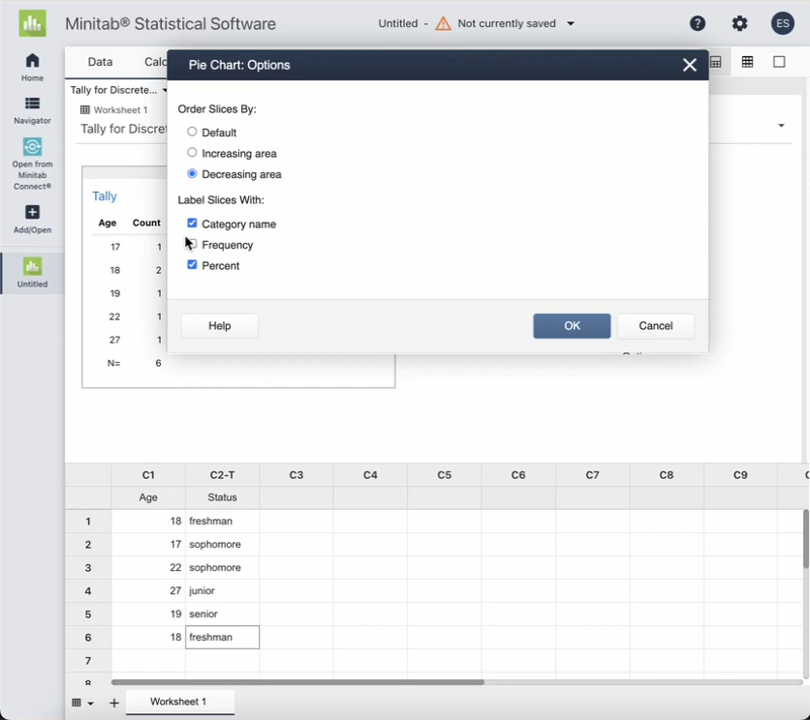 Minitab® Statistical Software
Untitled - Not currently saved
?
ES
Home
Navigator
Open from
Minitab
Connect®
Add/Open
Untitled
Data
Calc
Tally for Discrete...
Worksheet 1
Tally for Discret
Pie Chart: Options
Order Slices By:
Default
Increasing area
Decreasing area
Label Slices With:
Category name
Frequency
Percent
Help
OK
Cancel
Tally
Age Count
17 1
18 2
19 1
22 1
27 1
N= 6
C1 C2-T C3 C4 C5 C6 C7 C8 C9
Age Status
1 18 freshman
2 17 sophomore
3 22 sophomore
4 27 junior
5 19 senior
6 18 freshman
7
8
+ Worksheet 1